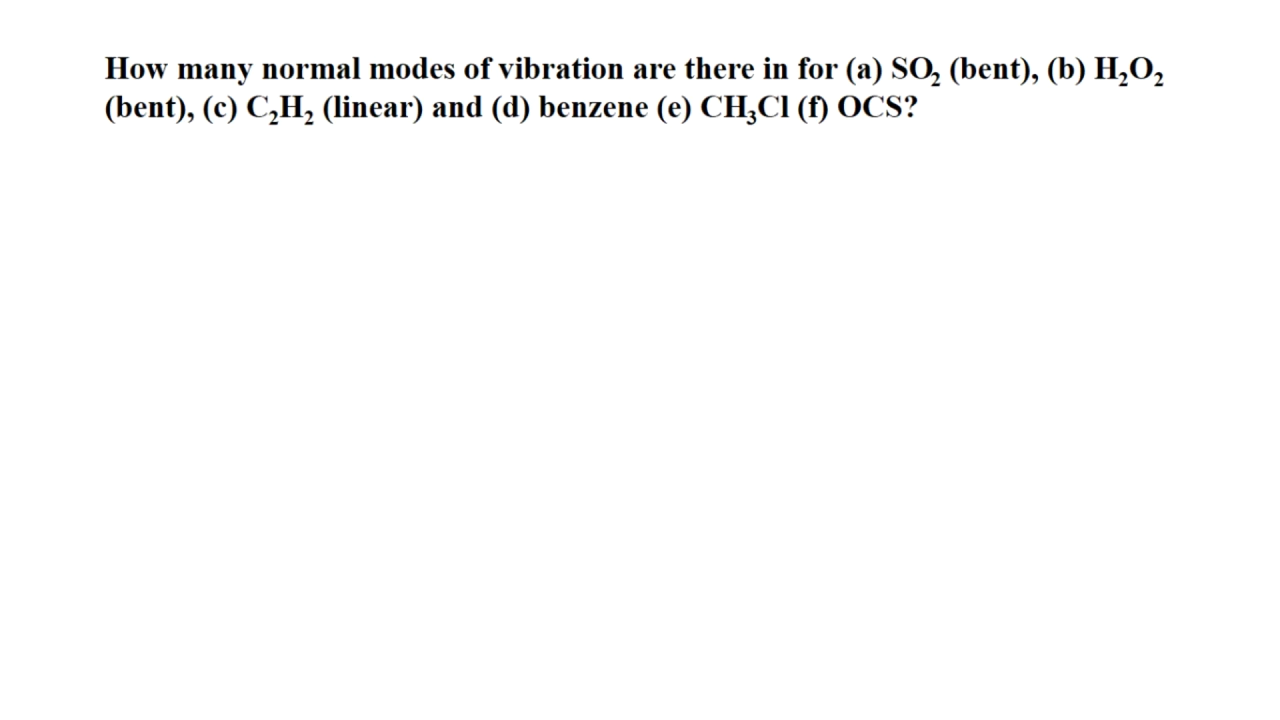 How many normal modes of vibration are there in for (a) SO₂ (bent), (b) H₂O₂
(bent), (c) C₂H₂ (linear) and (d) benzene (e) CH₃Cl (f) OCS?